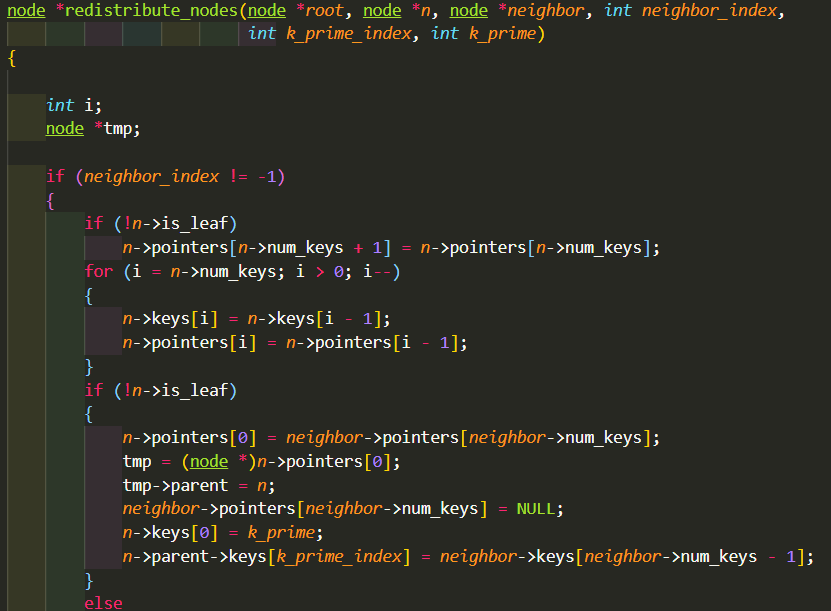 node *redistribute_nodes(node *root, node *n, node *neighbor, int neighbor_index,
                         int k_prime_index, int k_prime)
{

    int i;
    node *tmp;

    if (neighbor_index != -1)
    {
        if (!n->is_leaf)
            n->pointers[n->num_keys + 1] = n->pointers[n->num_keys];
        for (i = n->num_keys; i > 0; i--)
        {
            n->keys[i] = n->keys[i - 1];
            n->pointers[i] = n->pointers[i - 1];
        }
        if (!n->is_leaf)
        {
            n->pointers[0] = neighbor->pointers[neighbor->num_keys];
            tmp = (node *)n->pointers[0];
            tmp->parent = n;
            neighbor->pointers[neighbor->num_keys] = NULL;
            n->keys[0] = k_prime;
            n->parent->keys[k_prime_index] = neighbor->keys[neighbor->num_keys - 1];
        }
        else